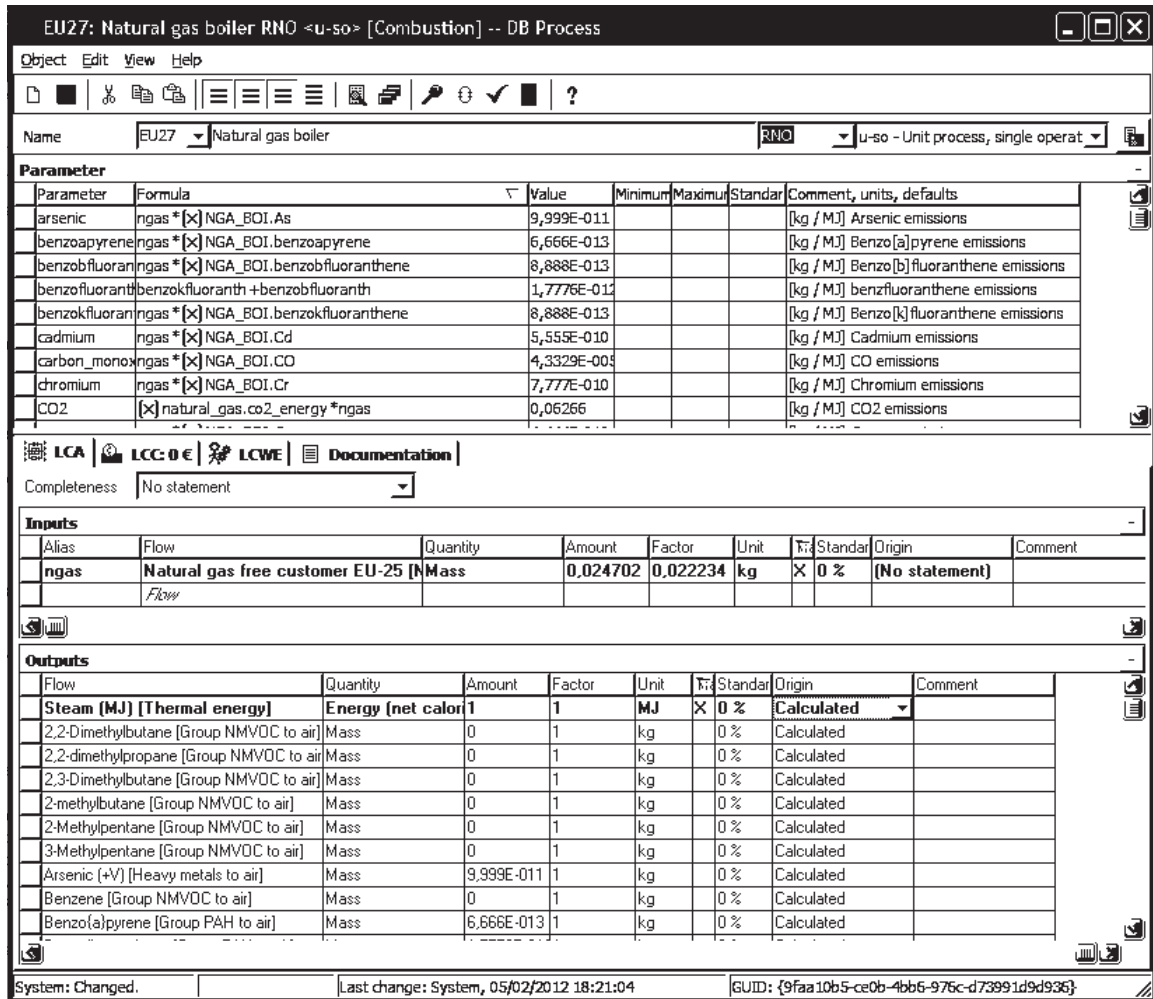 EU27: Natural gas boiler RNO <u-so> [Combustion] -- DB Process
Object Edit View Help
Name EU27 Natural gas boiler RNO u-so - Unit process, single operat
Parameter
Parameter Formula Value Minimum Maximum Standar Comment, units, defaults
arsenic ngas * [x] NGA_BOI.As 9,999E-011 [kg / MJ] Arsenic emissions
benzoapyrene ngas * [x] NGA_BOI.benzoapyrene 6,666E-013 [kg / MJ] Benzo[a]pyrene emissions
benzobfluoran ngas * [x] NGA_BOI.benzobfluoranthene 8,888E-013 [kg / MJ] Benzo[b]fluoranthene emissions
benzofluorant benzokfluoranth +benzobfluoranth 1,7776E-012 [kg / MJ] benzfluoranthene emissions
benzokfluoran ngas * [x] NGA_BOI.benzokfluoranthene 8,888E-013 [kg / MJ] Benzo[k]fluoranthene emissions
cadmium ngas * [x] NGA_BOI.Cd 5,555E-010 [kg / MJ] Cadmium emissions
carbon_monox ngas * [x] NGA_BOI.CO 4,3329E-005 [kg / MJ] CO emissions
chromium ngas * [x] NGA_BOI.Cr 7,777E-010 [kg / MJ] Chromium emissions
CO2 [x] natural_gas.co2_energy *ngas 0,06266 [kg / MJ] CO2 emissions
LCA LCC: 0 € LCWE Documentation
Completeness No statement
Inputs
Alias Flow Quantity Amount Factor Unit Standar Origin Comment
ngas Natural gas free customer EU-25 [N Mass 0,024702 0,022234 kg X 0 % (No statement)
Flow
Outputs
Flow Quantity Amount Factor Unit Standar Origin Comment
Steam (MJ) [Thermal energy] Energy (net calori 1 1 MJ X 0 % Calculated
2,2-Dimethylbutane [Group NMVOC to air] Mass 0 1 kg 0 % Calculated
2,2-dimethylpropane [Group NMVOC to air Mass 0 1 kg 0 % Calculated
2,3-Dimethylbutane [Group NMVOC to air] Mass 0 1 kg 0 % Calculated
2-methylbutane [Group NMVOC to air] Mass 0 1 kg 0 % Calculated
2-Methylpentane [Group NMVOC to air] Mass 0 1 kg 0 % Calculated
3-Methylpentane [Group NMVOC to air] Mass 0 1 kg 0 % Calculated
Arsenic (+V) [Heavy metals to air] Mass 9,999E-011 1 kg 0 % Calculated
Benzene [Group NMVOC to air] Mass 0 1 kg 0 % Calculated
Benzo{a}pyrene [Group PAH to air] Mass 6,666E-013 1 kg 0 % Calculated
System: Changed. Last change: System, 05/02/2012 18:21:04 GUID: {9faa10b5-ce0b-4bb6-976c-d73991d9d936}